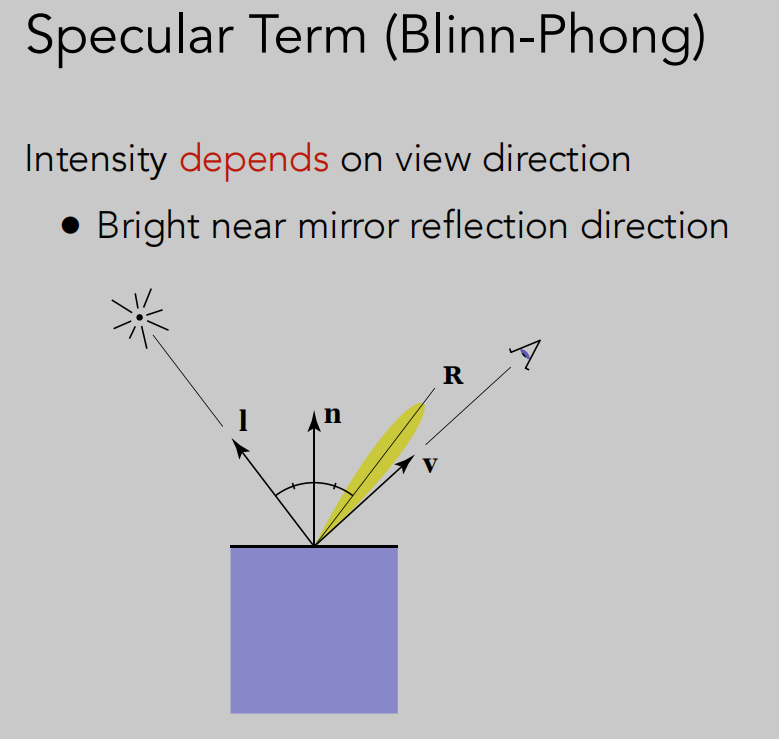 Specular Term (Blinn-Phong)
Intensity depends on view direction
● Bright near mirror reflection direction
R
l
n
v